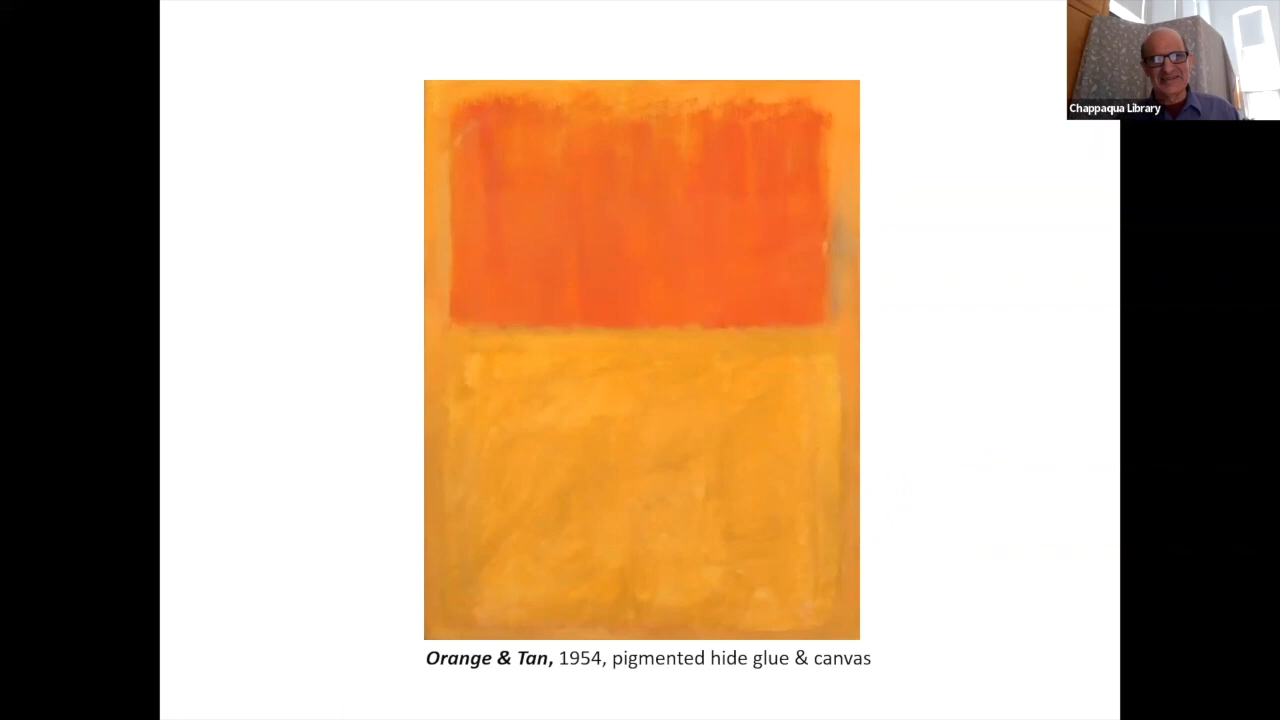 Chappaqua Library
Orange & Tan, 1954, pigmented hide glue & canvas